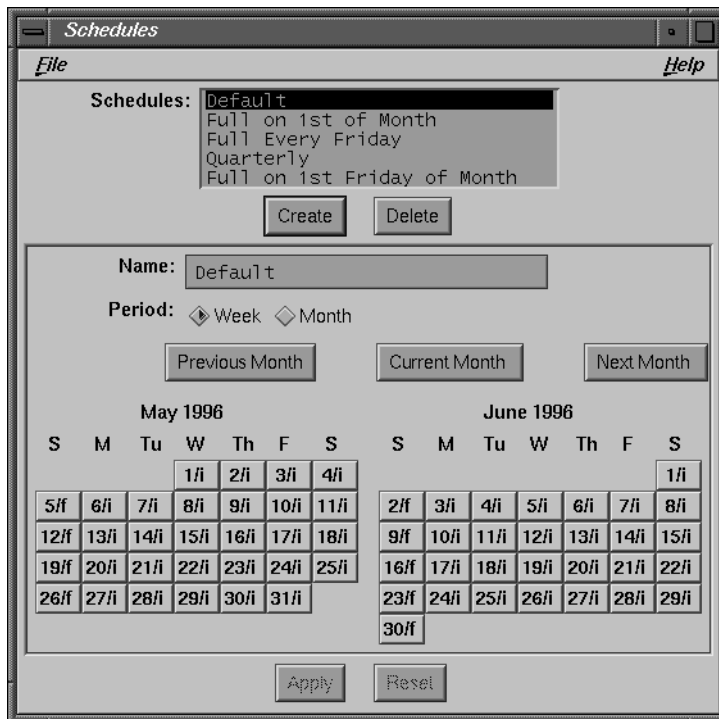 Schedules
File Help
Schedules: Default
Full on 1st of Month
Full Every Friday
Quarterly
Full on 1st Friday of Month
Create Delete
Name: Default
Period: Week Month
Previous Month Current Month Next Month
May 1996 June 1996
S M Tu W Th F S S M Tu W Th F S
1/i 2/i 3/i 4/i 1/i
5/f 6/i 7/i 8/i 9/i 10/i 11/i 2/f 3/i 4/i 5/i 6/i 7/i 8/i
12/f 13/i 14/i 15/i 16/i 17/i 18/i 9/f 10/i 11/i 12/i 13/i 14/i 15/i
19/f 20/i 21/i 22/i 23/i 24/i 25/i 16/f 17/i 18/i 19/i 20/i 21/i 22/i
26/f 27/i 28/i 29/i 30/i 31/i 23/f 24/i 25/i 26/i 27/i 28/i 29/i
30/f
Apply Reset